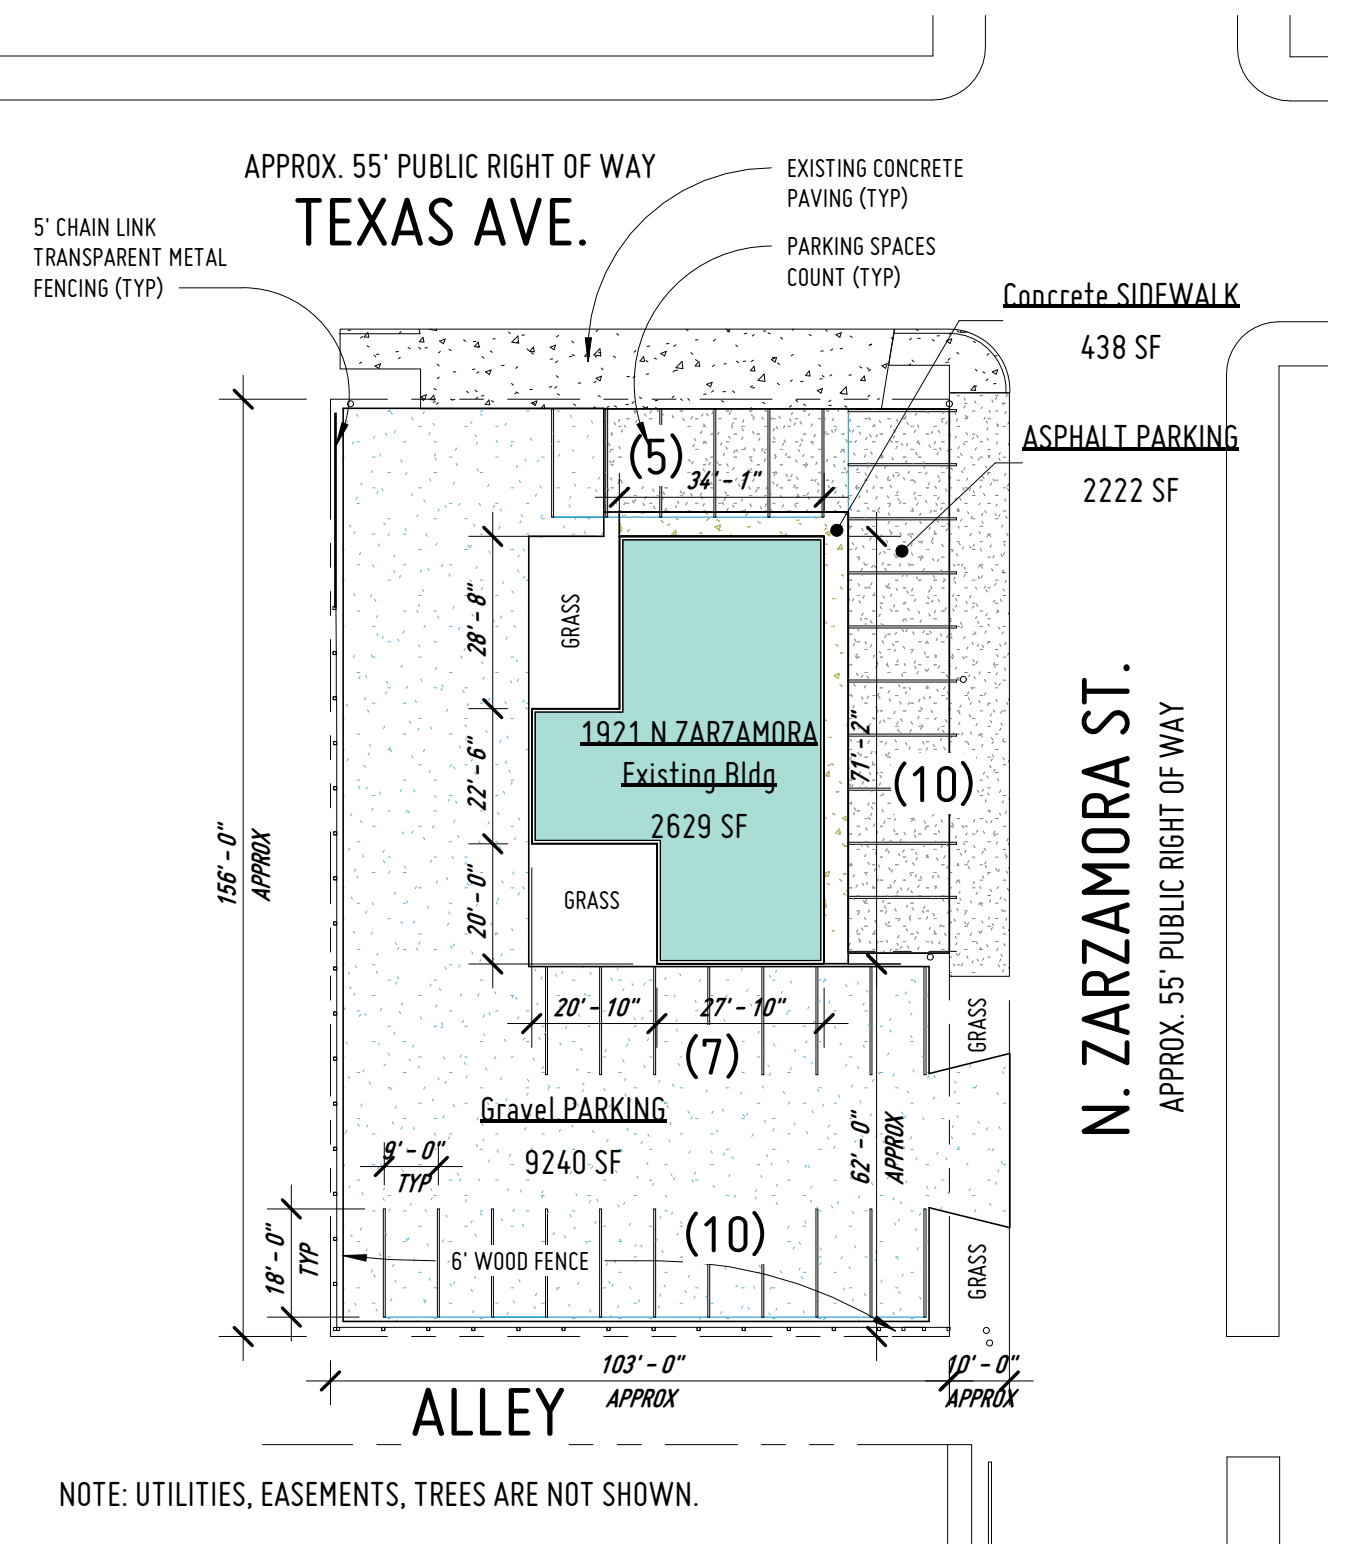 APPROX. 55' PUBLIC RIGHT OF WAY
TEXAS AVE.
5' CHAIN LINK
TRANSPARENT METAL
FENCING (TYP)
EXISTING CONCRETE
PAVING (TYP)
PARKING SPACES
COUNT (TYP)
Concrete SIDEWALK
438 SF
ASPHALT PARKING
2222 SF
(5)
34' - 1"
28' - 8"
GRASS
22' - 6"
20' - 0"
GRASS
1921 N ZARZAMORA
Existing Bldg
2629 SF
71' - 2"
(10)
N. ZARZAMORA ST.
APPROX. 55' PUBLIC RIGHT OF WAY
156' - 0"
APPROX
20' - 10"
27' - 10"
(7)
GRASS
Gravel PARKING
9240 SF
9' - 0"
TYP
62' - 0"
APPROX
18' - 0"
TYP
6' WOOD FENCE
(10)
GRASS
103' - 0"
APPROX
10' - 0"
APPROX
ALLEY
NOTE: UTILITIES, EASEMENTS, TREES ARE NOT SHOWN.